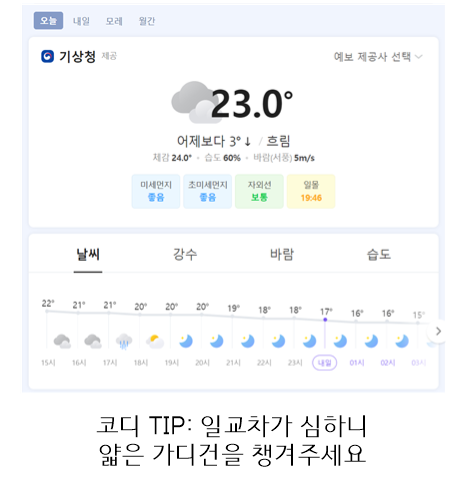 오늘 내일 모레 월간
기상청 제공 예보 제공사 선택
23.0°
어제보다 3°↓ / 흐림
체감 24.0° 습도 60% 바람(서풍) 5m/s
미세먼지 초미세먼지 자외선 일몰
좋음 좋음 보통 19:46
날씨 강수 바람 습도
22° 21° 21° 20° 20° 20° 19° 18° 18° 17° 16° 16° 15°
15시 16시 17시 18시 19시 20시 21시 22시 23시 내일 01시 02시 03시
코디 TIP: 일교차가 심하니
얇은 가디건을 챙겨주세요